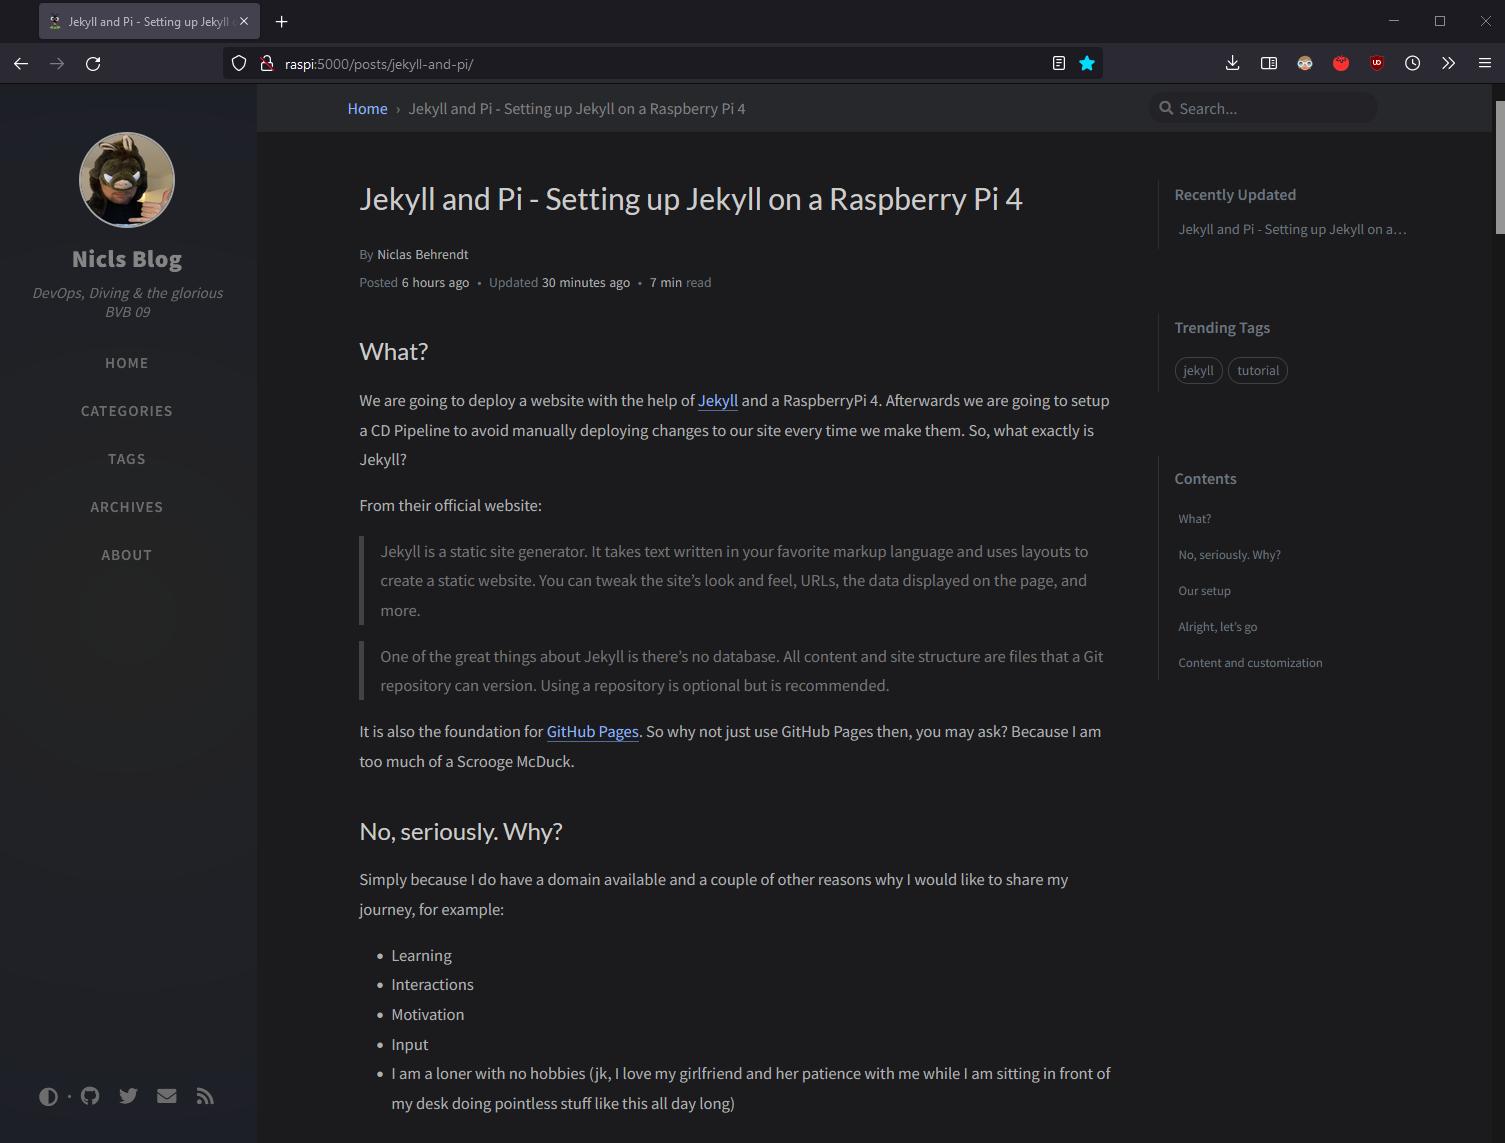 Jekyll and Pi - Setting up Jekyll
raspi:5000/posts/jekyll-and-pi/
Home › Jekyll and Pi - Setting up Jekyll on a Raspberry Pi 4
Search...
Nicls Blog
DevOps, Diving & the glorious
BVB 09
HOME
CATEGORIES
TAGS
ARCHIVES
ABOUT
Jekyll and Pi - Setting up Jekyll on a Raspberry Pi 4
By Niclas Behrendt
Posted 6 hours ago • Updated 30 minutes ago • 7 min read
What?
We are going to deploy a website with the help of Jekyll and a RaspberryPi 4. Afterwards we are going to setup
a CD Pipeline to avoid manually deploying changes to our site every time we make them. So, what exactly is
Jekyll?
From their official website:
Jekyll is a static site generator. It takes text written in your favorite markup language and uses layouts to
create a static website. You can tweak the site's look and feel, URLs, the data displayed on the page, and
more.
One of the great things about Jekyll is there's no database. All content and site structure are files that a Git
repository can version. Using a repository is optional but is recommended.
It is also the foundation for GitHub Pages. So why not just use GitHub Pages then, you may ask? Because I am
too much of a Scrooge McDuck.
No, seriously. Why?
Simply because I do have a domain available and a couple of other reasons why I would like to share my
journey, for example:
• Learning
• Interactions
• Motivation
• Input
• I am a loner with no hobbies (jk, I love my girlfriend and her patience with me while I am sitting in front of
my desk doing pointless stuff like this all day long)
Recently Updated
Jekyll and Pi - Setting up Jekyll on a…
Trending Tags
jekyll
tutorial
Contents
What?
No, seriously. Why?
Our setup
Alright, let's go
Content and customization